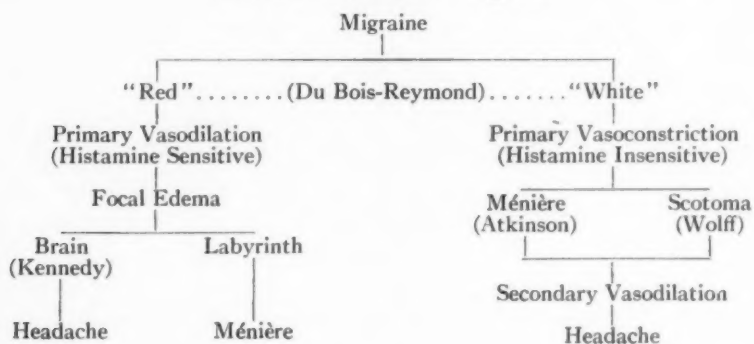 Migraine
"Red"........(Du Bois-Reymond)......."White"
Primary Vasodilation Primary Vasoconstriction
(Histamine Sensitive) (Histamine Insensitive)
Focal Edema Ménière Scotoma
(Atkinson) (Wolff)
Brain Labyrinth
(Kennedy)
Secondary Vasodilation
Headache Ménière Headache